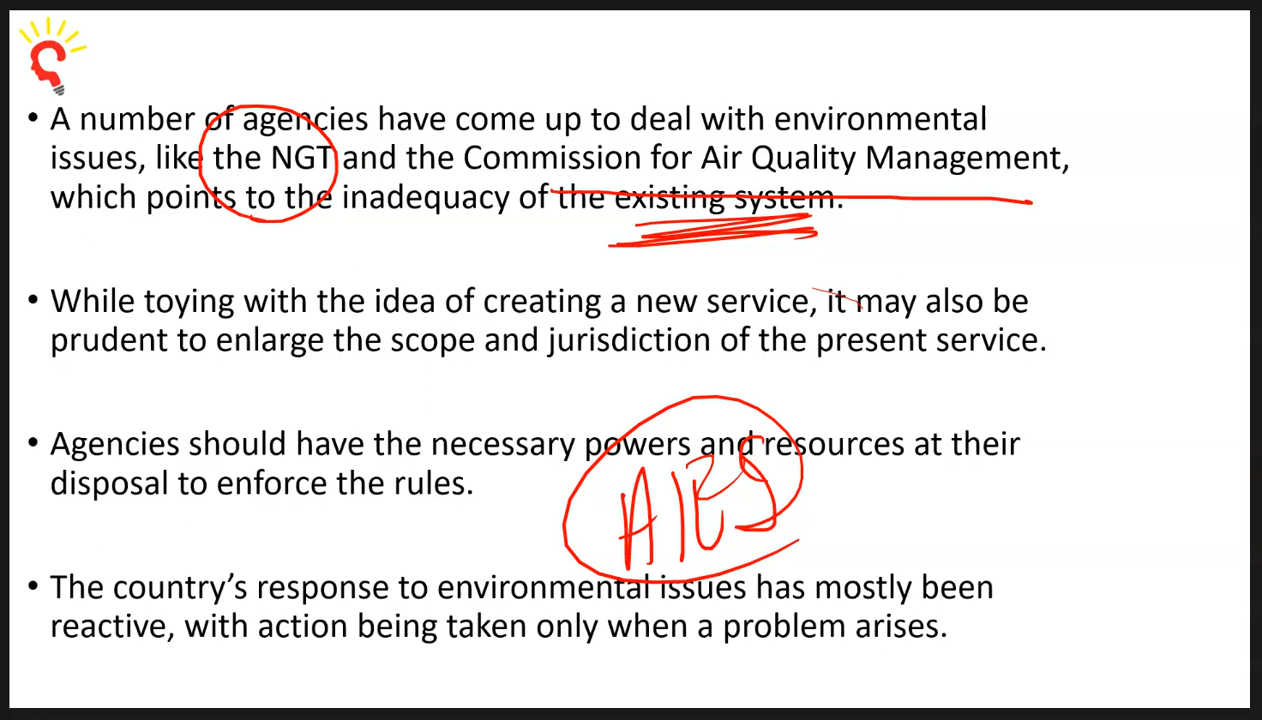 • A number of agencies have come up to deal with environmental
issues, like the NGT and the Commission for Air Quality Management,
which points to the inadequacy of the existing system.
• While toying with the idea of creating a new service, it may also be
prudent to enlarge the scope and jurisdiction of the present service.
• Agencies should have the necessary powers and resources at their
disposal to enforce the rules.
AIES
• The country's response to environmental issues has mostly been
reactive, with action being taken only when a problem arises.